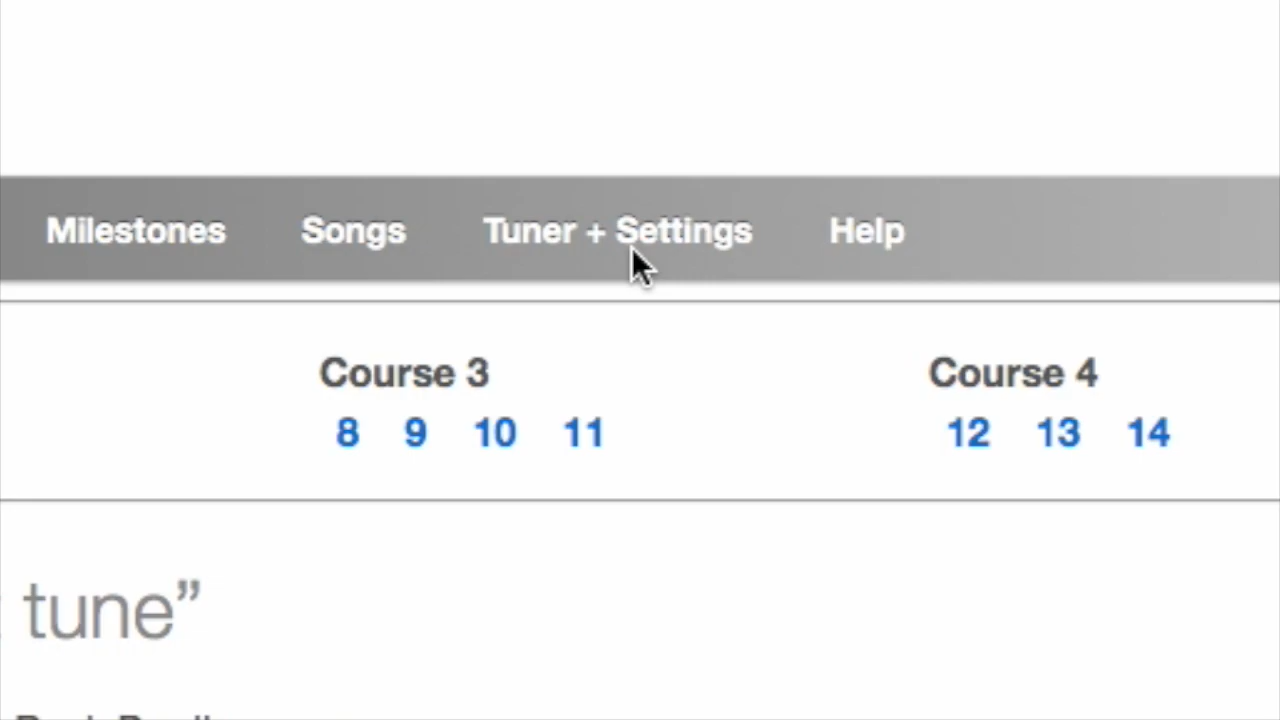 Milestones Songs Tuner + Settings Help
Course 3 Course 4
8 9 10 11 12 13 14
tune”